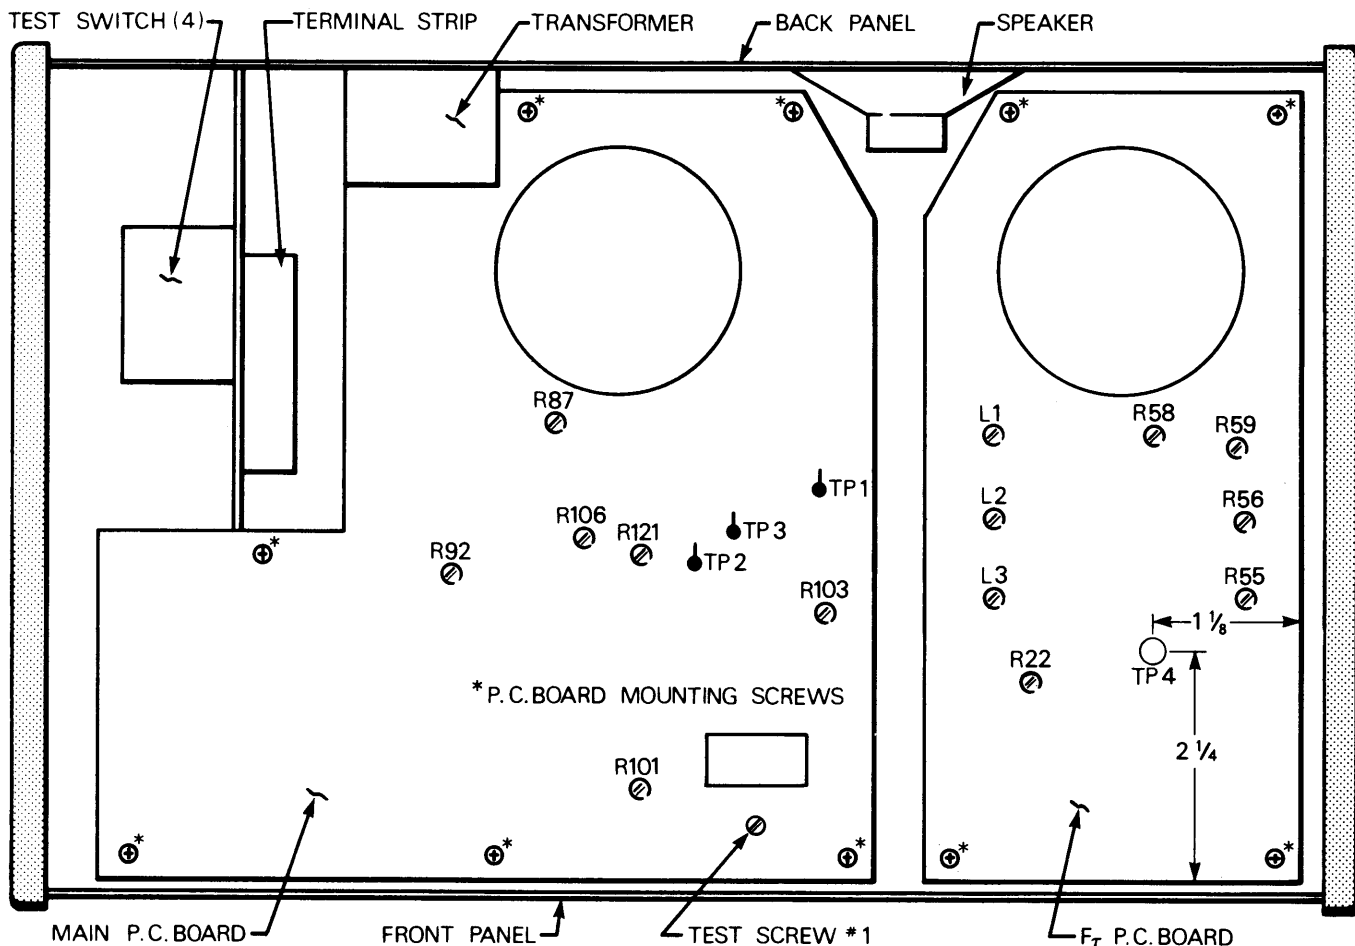 TEST SWITCH (4)
TERMINAL STRIP
TRANSFORMER
BACK PANEL
SPEAKER
*
*
*
*
R87
L1
R58
R59
TP1
L2
R56
R106
R121
TP3
*
R92
TP2
L3
R55
R103
1 1/8
R22
TP4
*P.C.BOARD MOUNTING SCREWS
2 1/4
R101
*
*
*
*
*
MAIN P.C.BOARD
FRONT PANEL
TEST SCREW #1
Fτ P.C.BOARD